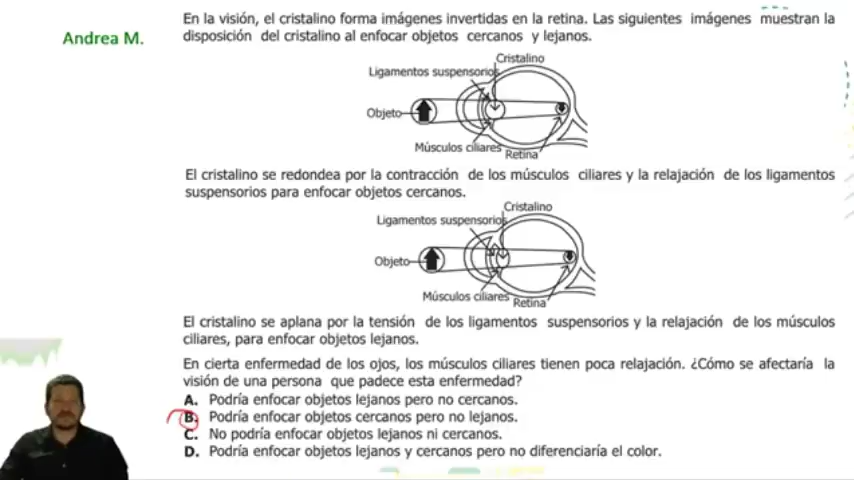 Andrea M.
En la visión, el cristalino forma imágenes invertidas en la retina. Las siguientes imágenes muestran la
disposición del cristalino al enfocar objetos cercanos y lejanos.
Cristalino
Ligamentos suspensorios
Objeto
Músculos ciliares
Retina
El cristalino se redondea por la contracción de los músculos ciliares y la relajación de los ligamentos
suspensorios para enfocar objetos cercanos.
Cristalino
Ligamentos suspensorios
Objeto
Músculos ciliares
Retina
El cristalino se aplana por la tensión de los ligamentos suspensorios y la relajación de los músculos
ciliares, para enfocar objetos lejanos.
En cierta enfermedad de los ojos, los músculos ciliares tienen poca relajación. ¿Cómo se afectaría la
visión de una persona que padece esta enfermedad?
A. Podría enfocar objetos lejanos pero no cercanos.
B. Podría enfocar objetos cercanos pero no lejanos.
C. No podría enfocar objetos lejanos ni cercanos.
D. Podría enfocar objetos lejanos y cercanos pero no diferenciaría el color.